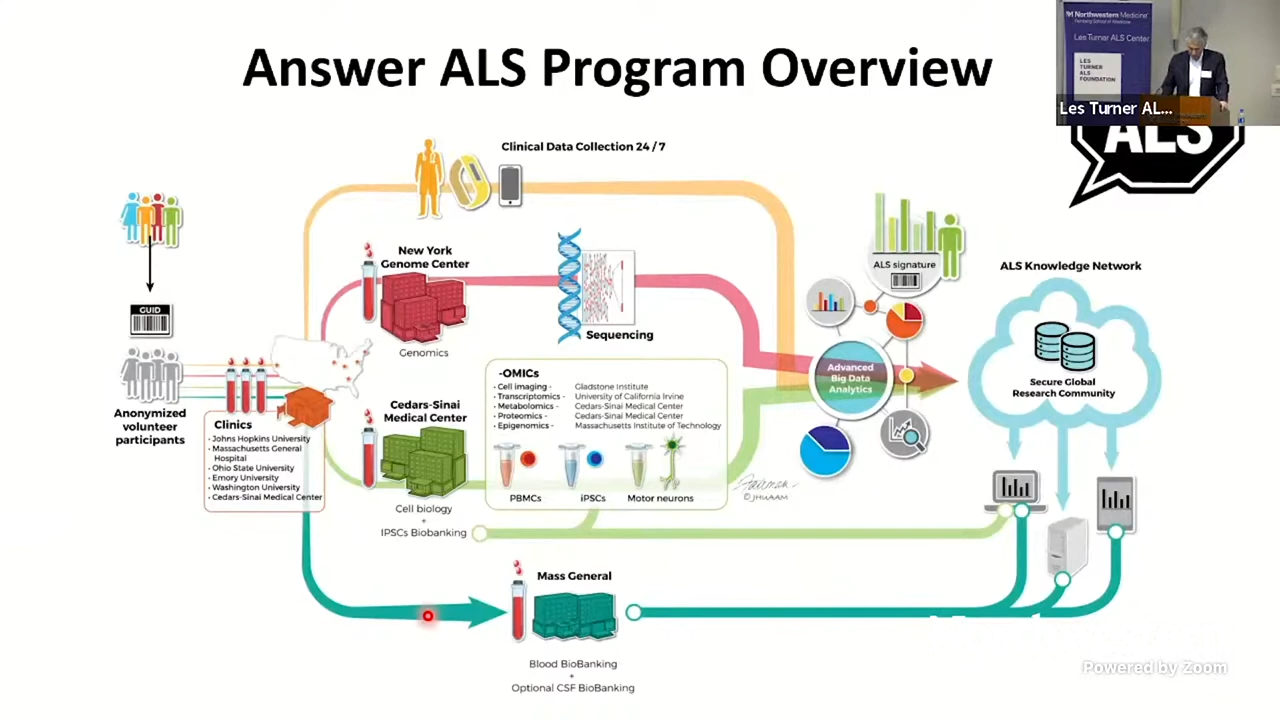 Answer ALS Program Overview
Northwestern Medicine
Feinberg School of Medicine
Les Turner ALS Center
LES
TURNER
ALS
FOUNDATION
Les Turner AL...
ALS
Clinical Data Collection 24 / 7
New York
Genome Center
Genomics
Sequencing
ALS signature
ALS Knowledge Network
GUID
Anonymized
volunteer
participants
Clinics
• Johns Hopkins University
• Massachusetts General
Hospital
• Ohio State University
• Emory University
• Washington University
• Cedars-Sinai Medical Center
Cedars-Sinai
Medical Center
Cell biology
+
IPSCs Biobanking
-OMICs
• Cell imaging - Gladstone Institute
• Transcriptomics - University of California Irvine
• Metabolomics - Cedars-Sinai Medical Center
• Proteomics - Cedars-Sinai Medical Center
• Epigenomics - Massachusetts Institute of Technology
PBMCs
iPSCs
Motor neurons
©JHUAAM
Advanced
Big Data
Analytics
Secure Global
Research Community
Mass General
Blood BioBanking
+
Optional CSF BioBanking
Powered by Zoom